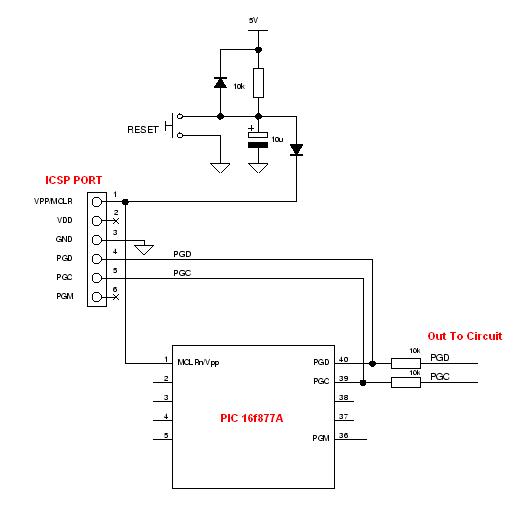 5V
10k
RESET
+
10u
ICSP PORT
VPP/MCLR 1
VDD 2
GND 3
PGD 4 PGD
PGC 5 PGC
PGM 6
Out To Circuit
1 MCLRn/Vpp PGD 40 10k PGD
2 PGC 39 10k PGC
3 38
4 PIC 16f877A 37
5 PGM 36